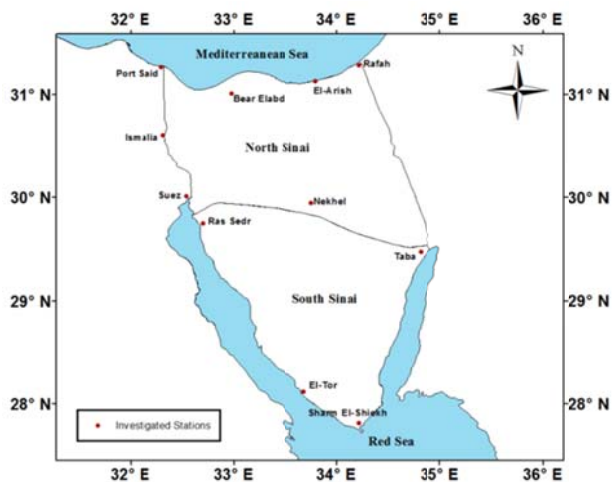 32° E 33° E 34° E 35° E 36° E
Mediterreanean Sea
N
Port Said
Rafah
El-Arish
31° N
31° N
Bear Elabd
Ismalia
North Sinai
Suez
30° N
30° N
Nekhel
Ras Sedr
Taba
29° N
29° N
South Sinai
El-Tor
28° N
28° N
Sharm El-Shiekh
Investigated Stations
Red Sea
32° E 33° E 34° E 35° E 36° E